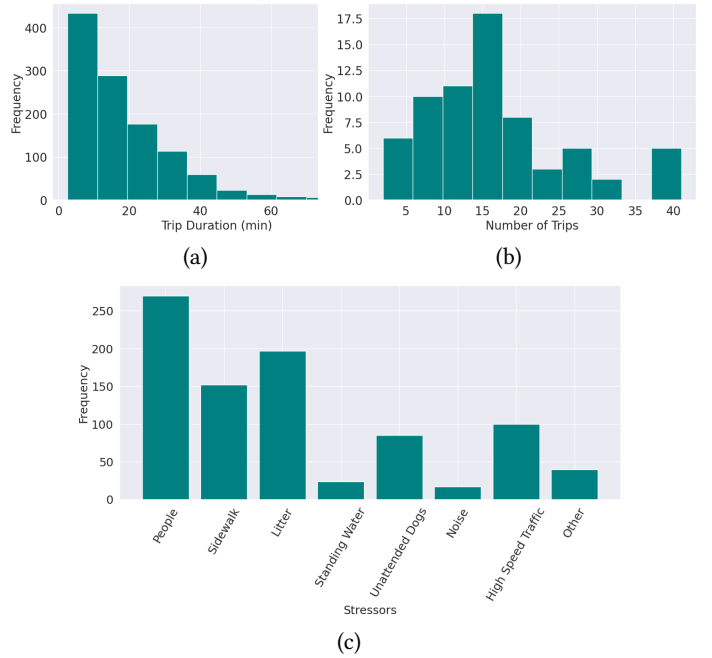 Frequency
400
300
200
100
0
0 20 40 60
Trip Duration (min)
(a)
Frequency
17.5
15.0
12.5
10.0
7.5
5.0
2.5
0.0
5 10 15 20 25 30 35 40
Number of Trips
(b)
Frequency
250
200
150
100
50
0
People
Sidewalk
Litter
Standing Water
Unattended Dogs
Noise
High Speed Traffic
Other
Stressors
(c)